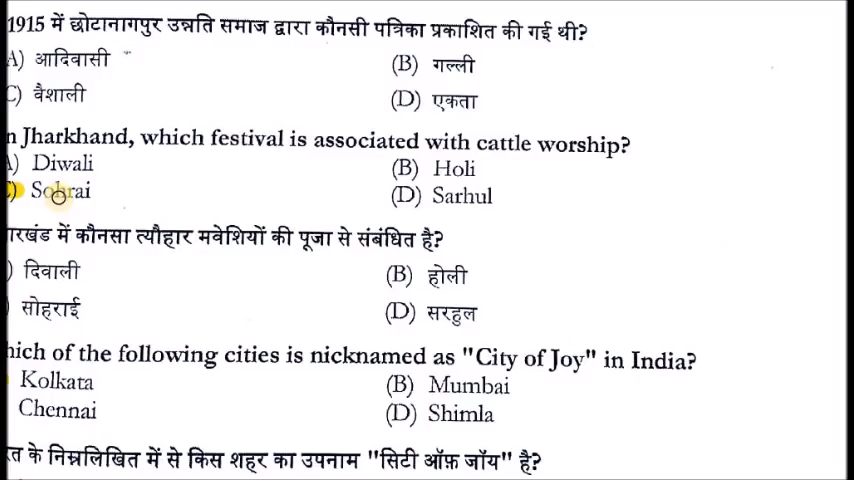 1915 में छोटानागपुर उन्नति समाज द्वारा कौनसी पत्रिका प्रकाशित की गई थी?
A) आदिवासी (B) गल्ली
C) वैशाली (D) एकता
n Jharkhand, which festival is associated with cattle worship?
A) Diwali (B) Holi
C) Sohrai (D) Sarhul
ारखंड में कौनसा त्यौहार मवेशियों की पूजा से संबंधित है?
) दिवाली (B) होली
) सोहराई (D) सरहुल
hich of the following cities is nicknamed as "City of Joy" in India?
Kolkata (B) Mumbai
Chennai (D) Shimla
रत के निम्नलिखित में से किस शहर का उपनाम "सिटी ऑफ़ जॉय" है?